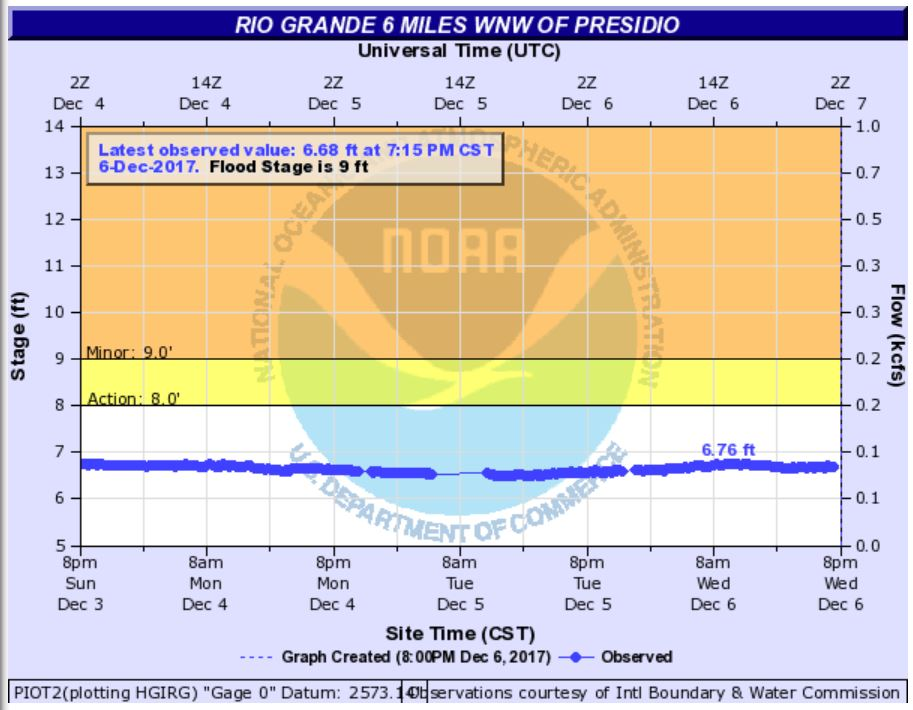 RIO GRANDE 6 MILES WNW OF PRESIDIO
Universal Time (UTC)
2Z 14Z 2Z 14Z 2Z 14Z 2Z
Dec 4 Dec 4 Dec 5 Dec 5 Dec 6 Dec 6 Dec 7
14 1.0
Latest observed value: 6.68 ft at 7:15 PM CST
6-Dec-2017. Flood Stage is 9 ft
13 0.7
12 0.5
11 0.3
10 0.3
Minor: 9.0'
9 0.2
Action: 8.0'
8 0.2
6.76 ft
7 0.1
6 0.1
5 0.0
Stage (ft)
Flow (kcfs)
NOAA
NATIONAL OCEANIC AND ATMOSPHERIC ADMINISTRATION
U.S. DEPARTMENT OF COMMERCE
8pm 8am 8pm 8am 8pm 8am 8pm
Sun Mon Mon Tue Tue Wed Wed
Dec 3 Dec 4 Dec 4 Dec 5 Dec 5 Dec 6 Dec 6
Site Time (CST)
Graph Created (8:00PM Dec 6, 2017) Observed
PIOT2(plotting HGIRG) "Gage 0" Datum: 2573.14' Observations courtesy of Intl Boundary & Water Commission